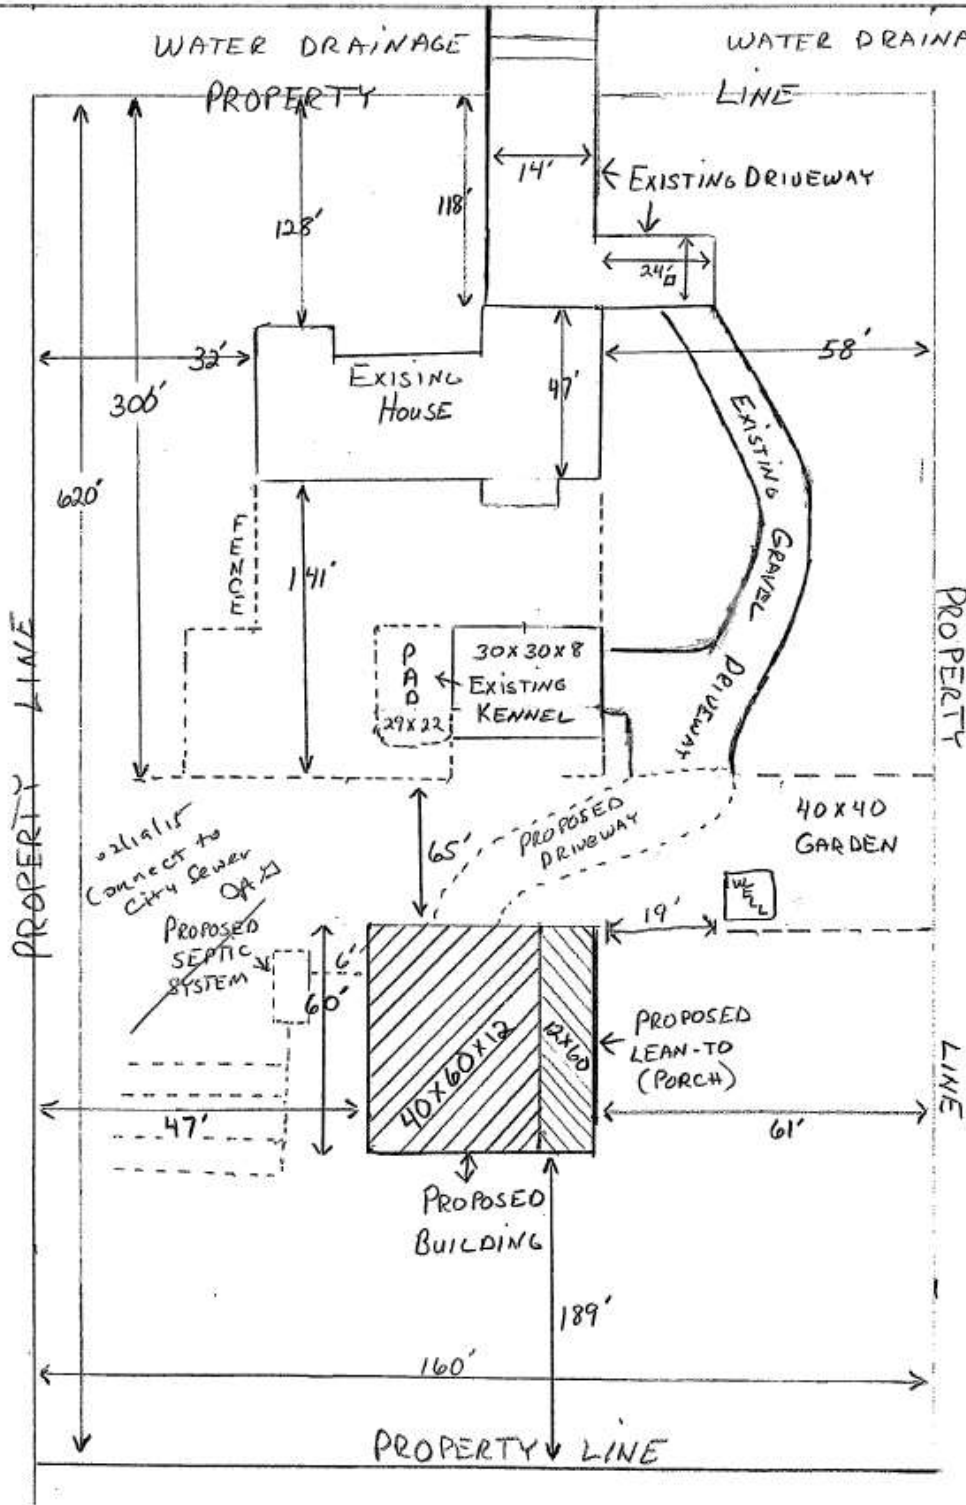 WATER DRAINAGE
WATER DRAINA
PROPERTY
LINE
14'
EXISTING DRIVEWAY
128'
118'
24'
32'
58'
EXISING
HOUSE
47'
300'
620'
EXISTING GRAVEL DRIVEWAY
FENCE
141'
PROPERTY LINE
PROPERTY
LINE
PAD
29x22
30x30x8
EXISTING
KENNEL
65'
PROPOSED
DRIVEWAY
40x40
GARDEN
WELL
19'
Connect to
City Sewer
PROPOSED
SEPTIC
SYSTEM
6'
60'
40x60x12
12x60
PROPOSED
LEAN-TO
(PORCH)
47'
61'
PROPOSED
BUILDING
189'
160'
PROPERTY LINE